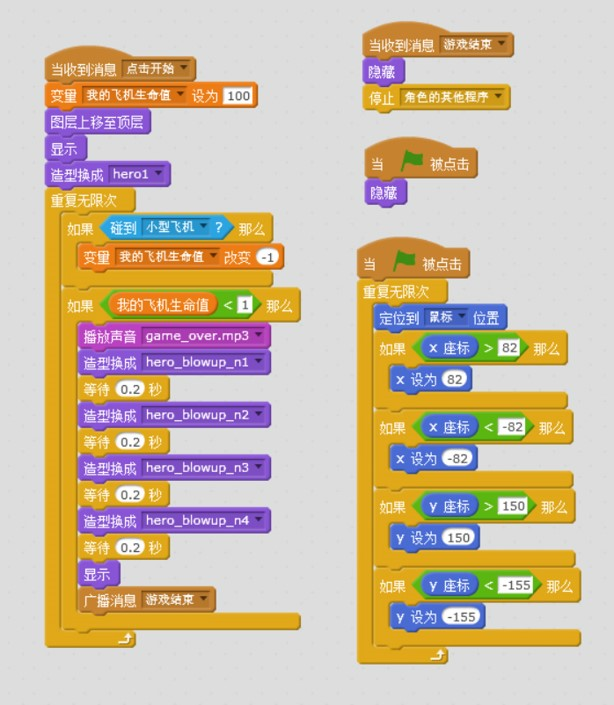 当收到消息 点击开始
变量 我的飞机生命值 设为 100
图层上移至顶层
显示
造型换成 hero1
重复无限次
如果 碰到 小型飞机 ? 那么
变量 我的飞机生命值 改变 -1
如果 我的飞机生命值 < 1 那么
播放声音 game_over.mp3
造型换成 hero_blowup_n1
等待 0.2 秒
造型换成 hero_blowup_n2
等待 0.2 秒
造型换成 hero_blowup_n3
等待 0.2 秒
造型换成 hero_blowup_n4
等待 0.2 秒
显示
广播消息 游戏结束
当收到消息 游戏结束
隐藏
停止 角色的其他程序
当 被点击
隐藏
当 被点击
重复无限次
定位到 鼠标 位置
如果 x 座标 > 82 那么
x 设为 82
如果 x 座标 < -82 那么
x 设为 -82
如果 y 座标 > 150 那么
y 设为 150
如果 y 座标 < -155 那么
y 设为 -155